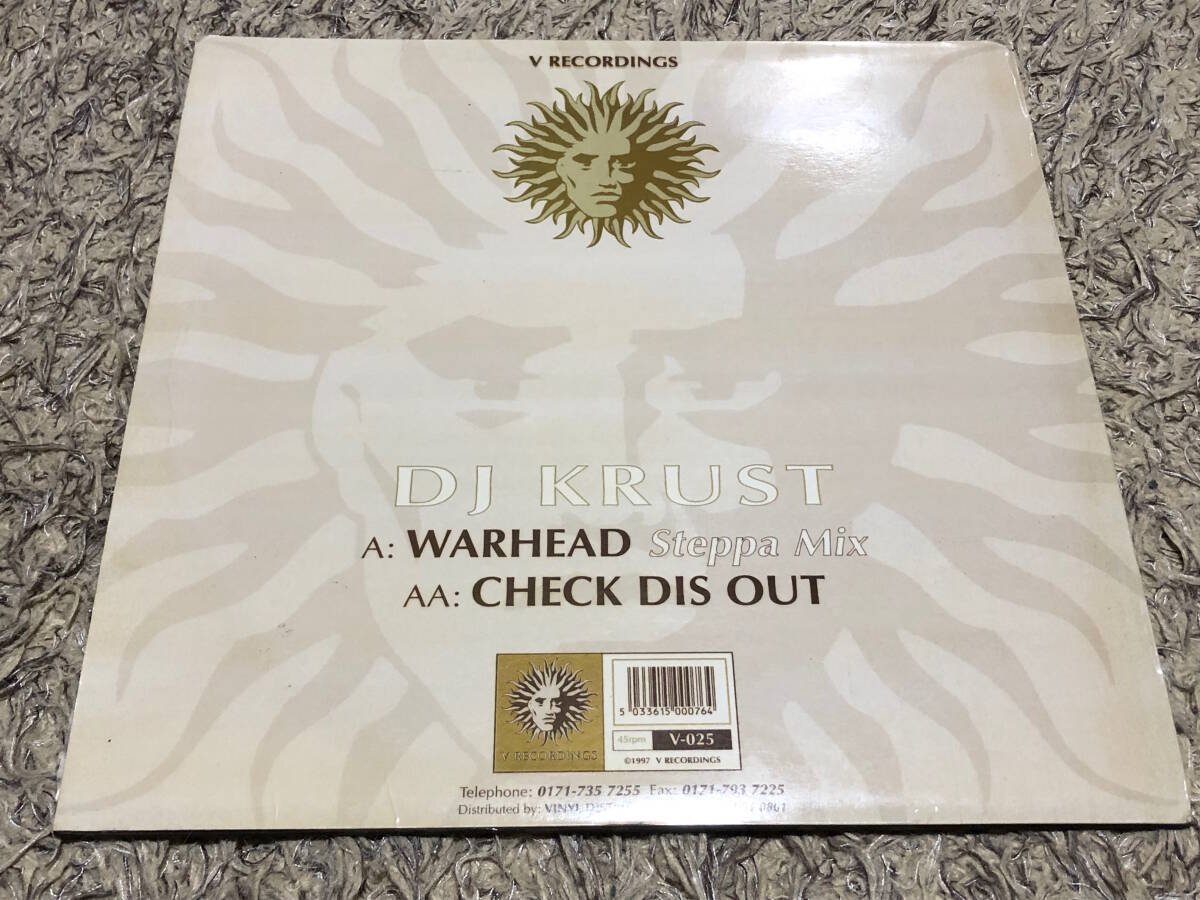 V RECORDINGS
DJ KRUST
A: WARHEAD Steppa Mix
AA: CHECK DIS OUT
V RECORDINGS
5 033615 000764
45rpm V-025
©1997 V RECORDINGS
Telephone: 0171-735 7255 Fax: 0171-793 7225
Distributed by: VINYL